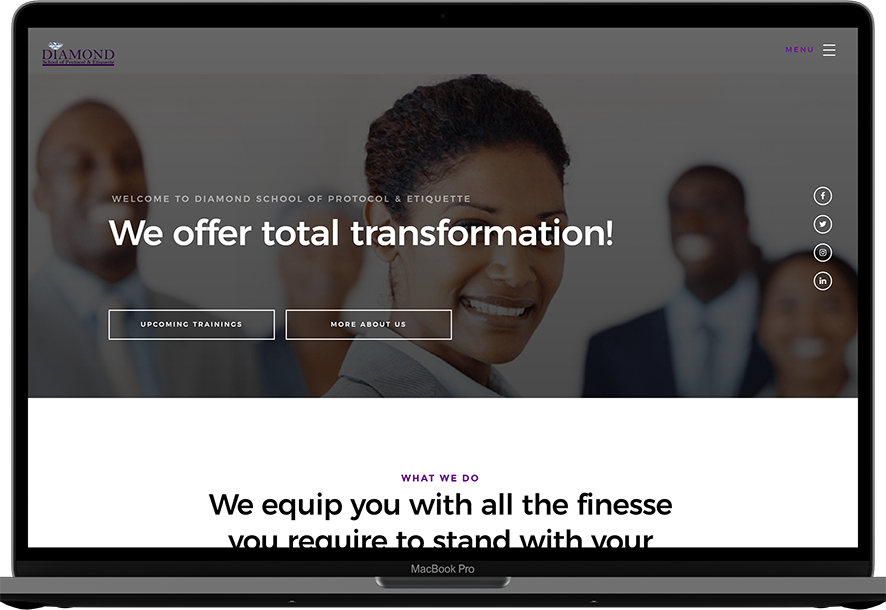 DIAMOND
School of Protocol & Etiquette
MENU
WELCOME TO DIAMOND SCHOOL OF PROTOCOL & ETIQUETTE
We offer total transformation!
UPCOMING TRAININGS
MORE ABOUT US
WHAT WE DO
We equip you with all the finesse
you require to stand with your
MacBook Pro